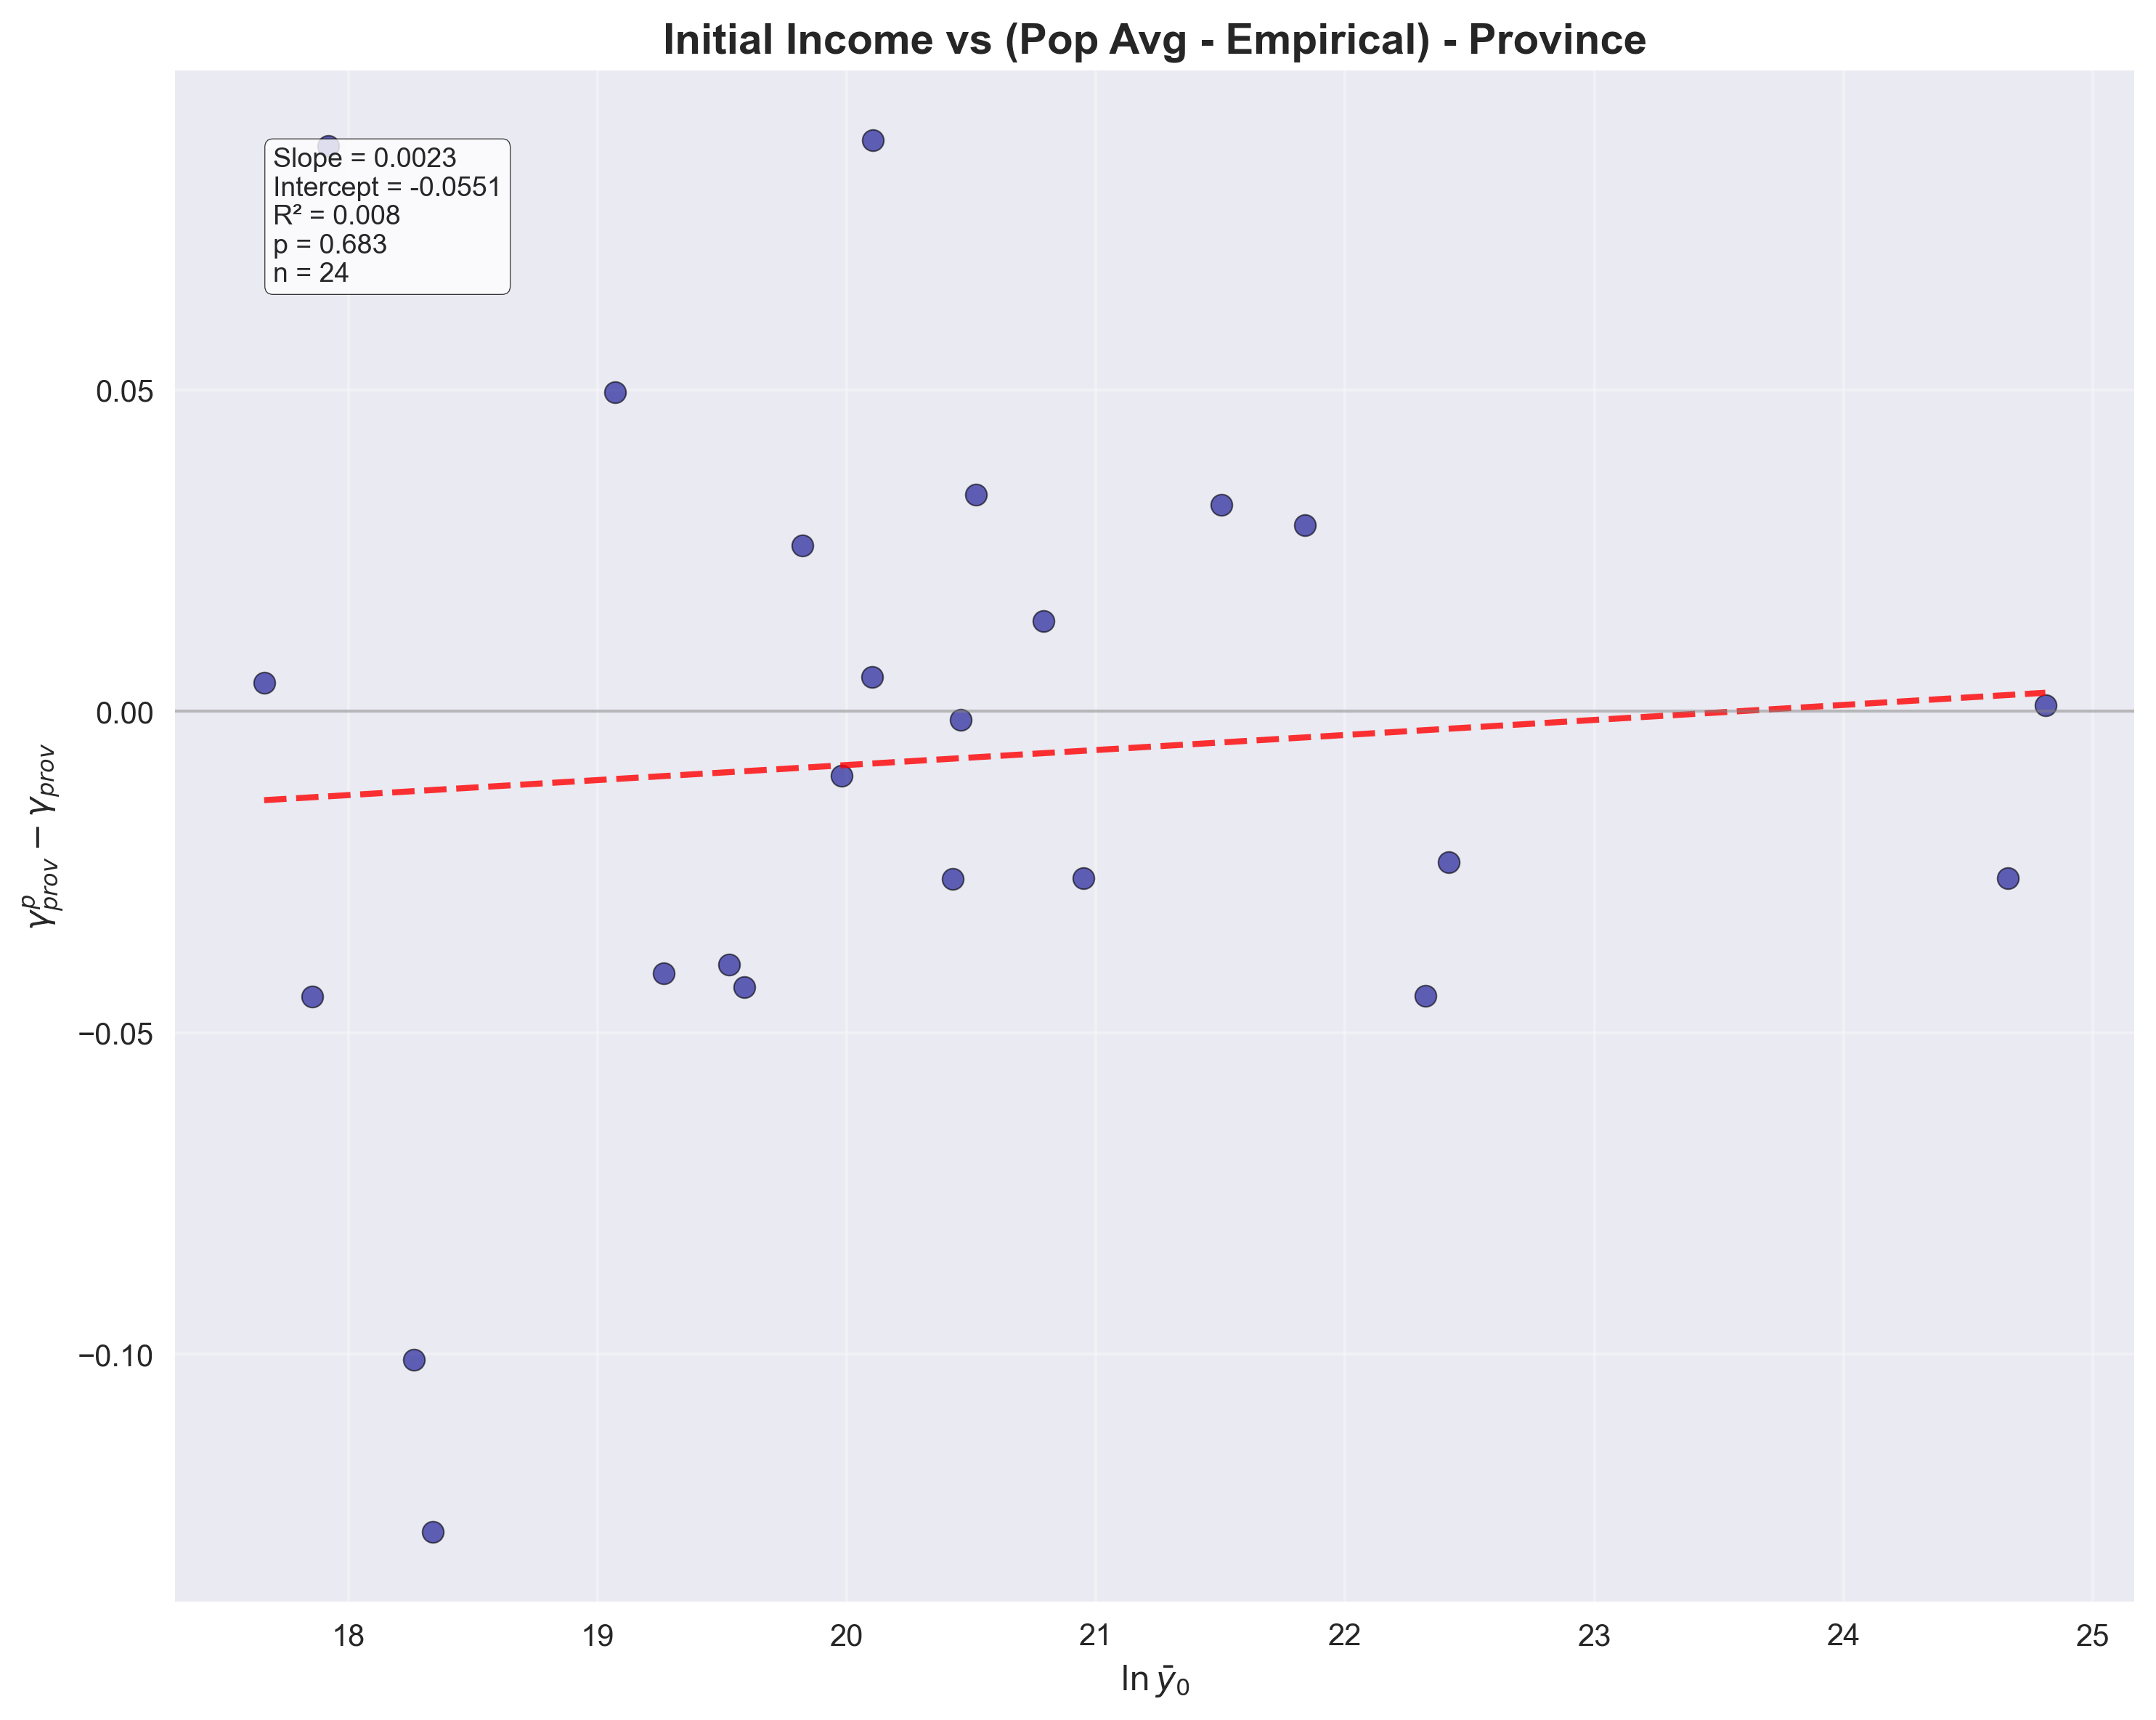 Initial Income vs (Pop Avg - Empirical) - Province
Slope = 0.0023
Intercept = -0.0551
R² = 0.008
p = 0.683
n = 24
0.05
0.00
−0.05
−0.10
γ^p_prov − γ_prov
18 19 20 21 22 23 24 25
ln ȳ₀